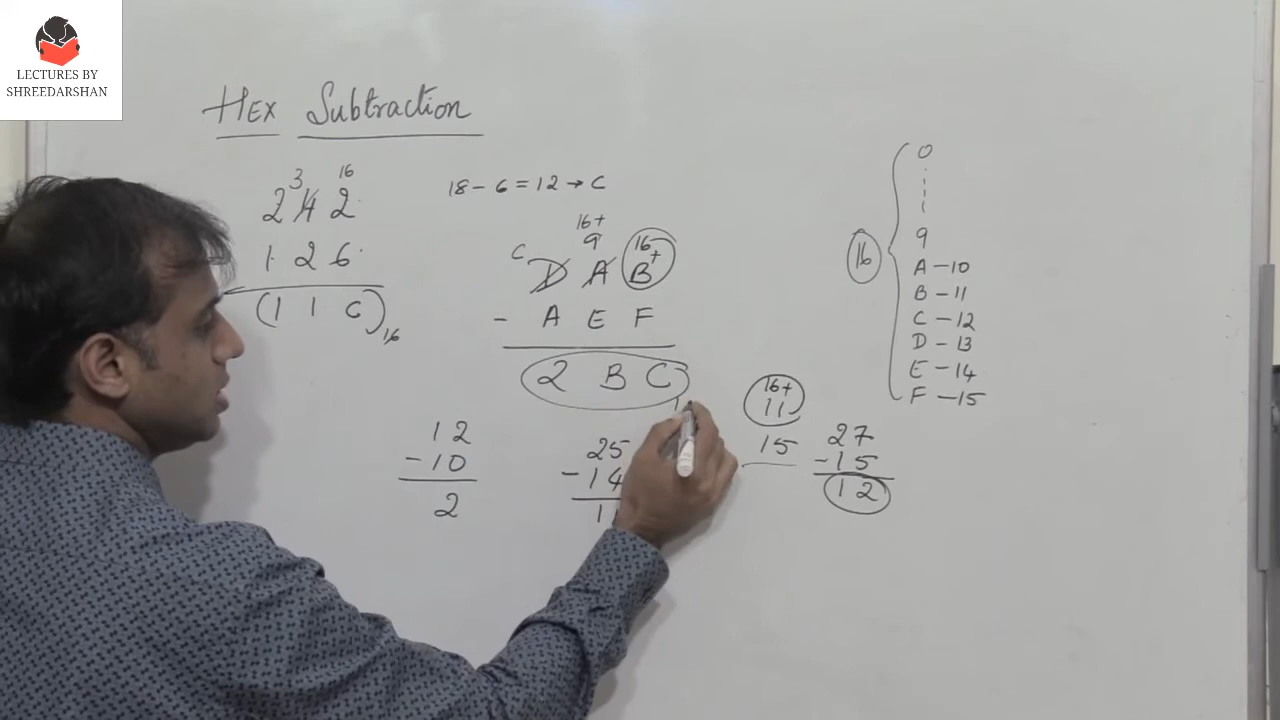 LECTURES BY
SHREEDARSHAN
HEX Subtraction
3 16
2 4 2
1 2 6
(1 1 C)16
18 - 6 = 12 → C
16+
C 9 16+
D A B
- A E F
2 B C
12
-10
2
25
-14
16+
11
15
27
-15
12
16
0
9
A - 10
B - 11
C - 12
D - 13
E - 14
F - 15